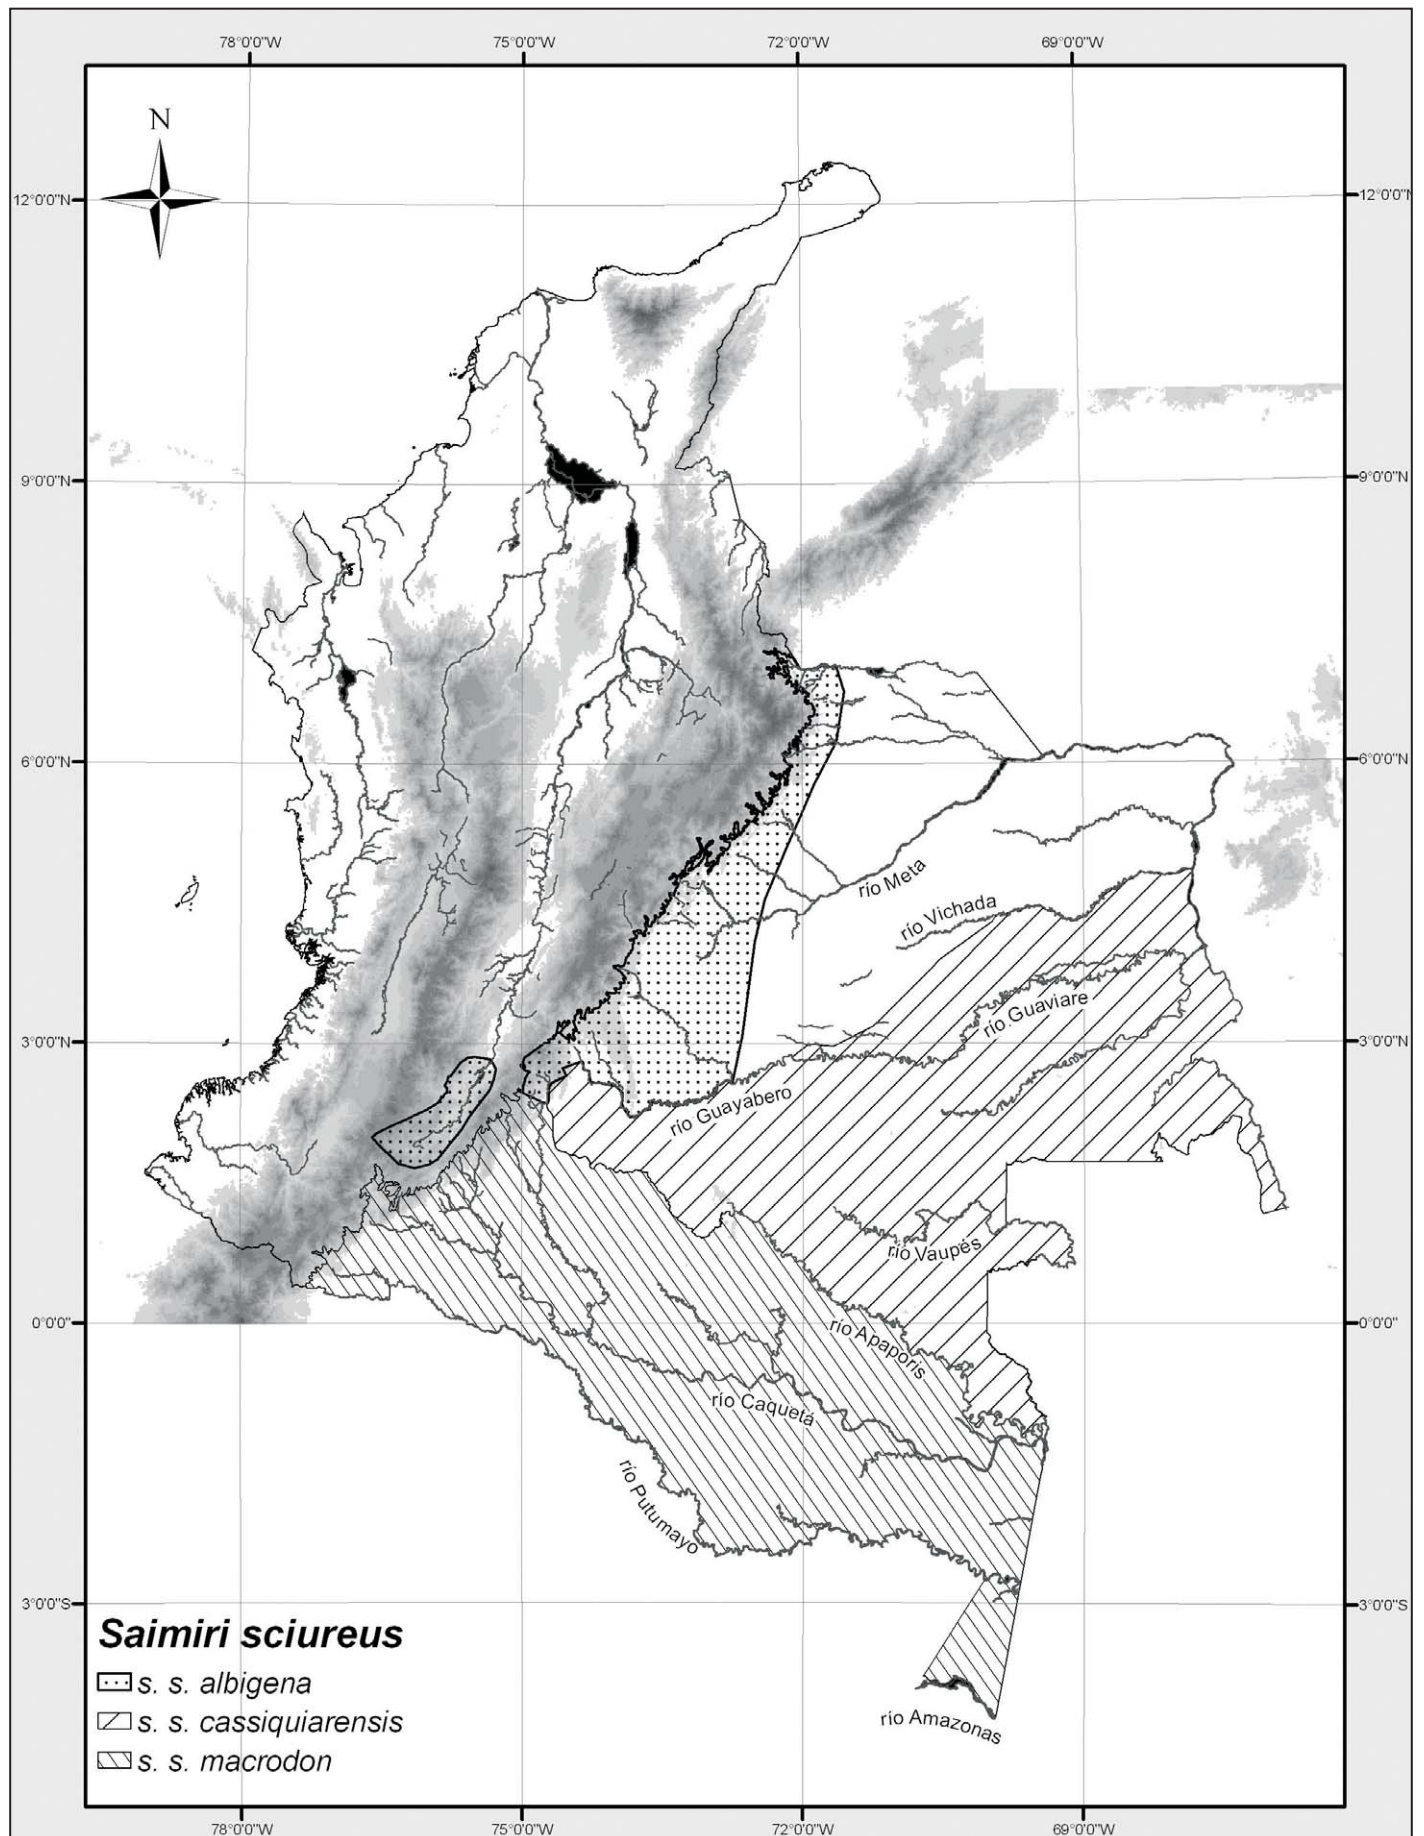 78°0'0"W 75°0'0"W 72°0'0"W 69°0'0"W
N
12°0'0"N 12°0'0"N
9°0'0"N 9°0'0"N
6°0'0"N 6°0'0"N
río Meta
río Vichada
río Guaviare
3°0'0"N 3°0'0"N
río Guayabero
río Vaupés
0°0'0" 0°0'0"
río Apaporis
río Caquetá
río Putumayo
3°0'0"S 3°0'0"S
Saimiri sciureus
s. s. albigena
s. s. cassiquiarensis
s. s. macrodon
río Amazonas
78°0'0"W 75°0'0"W 72°0'0"W 69°0'0"W